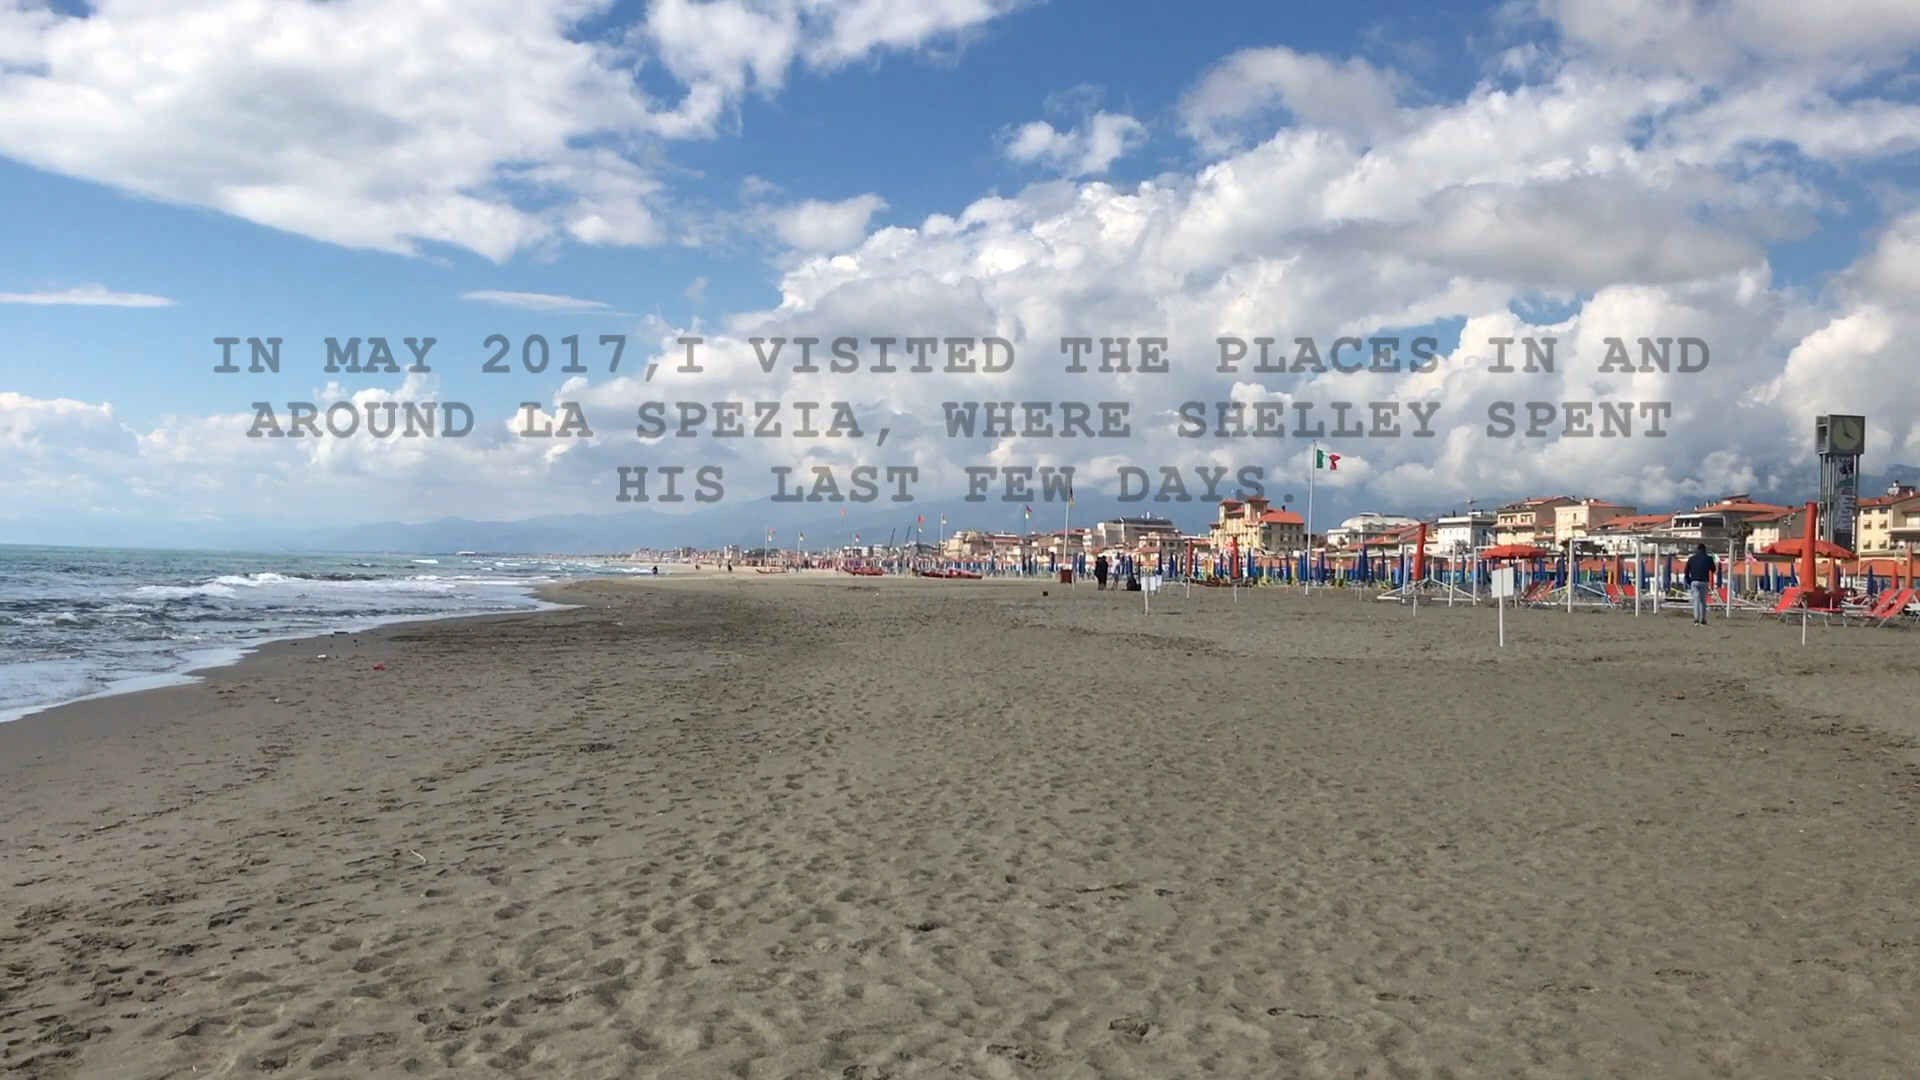 IN MAY 2017,I VISITED THE PLACES IN AND
AROUND LA SPEZIA, WHERE SHELLEY SPENT
HIS LAST FEW DAYS.